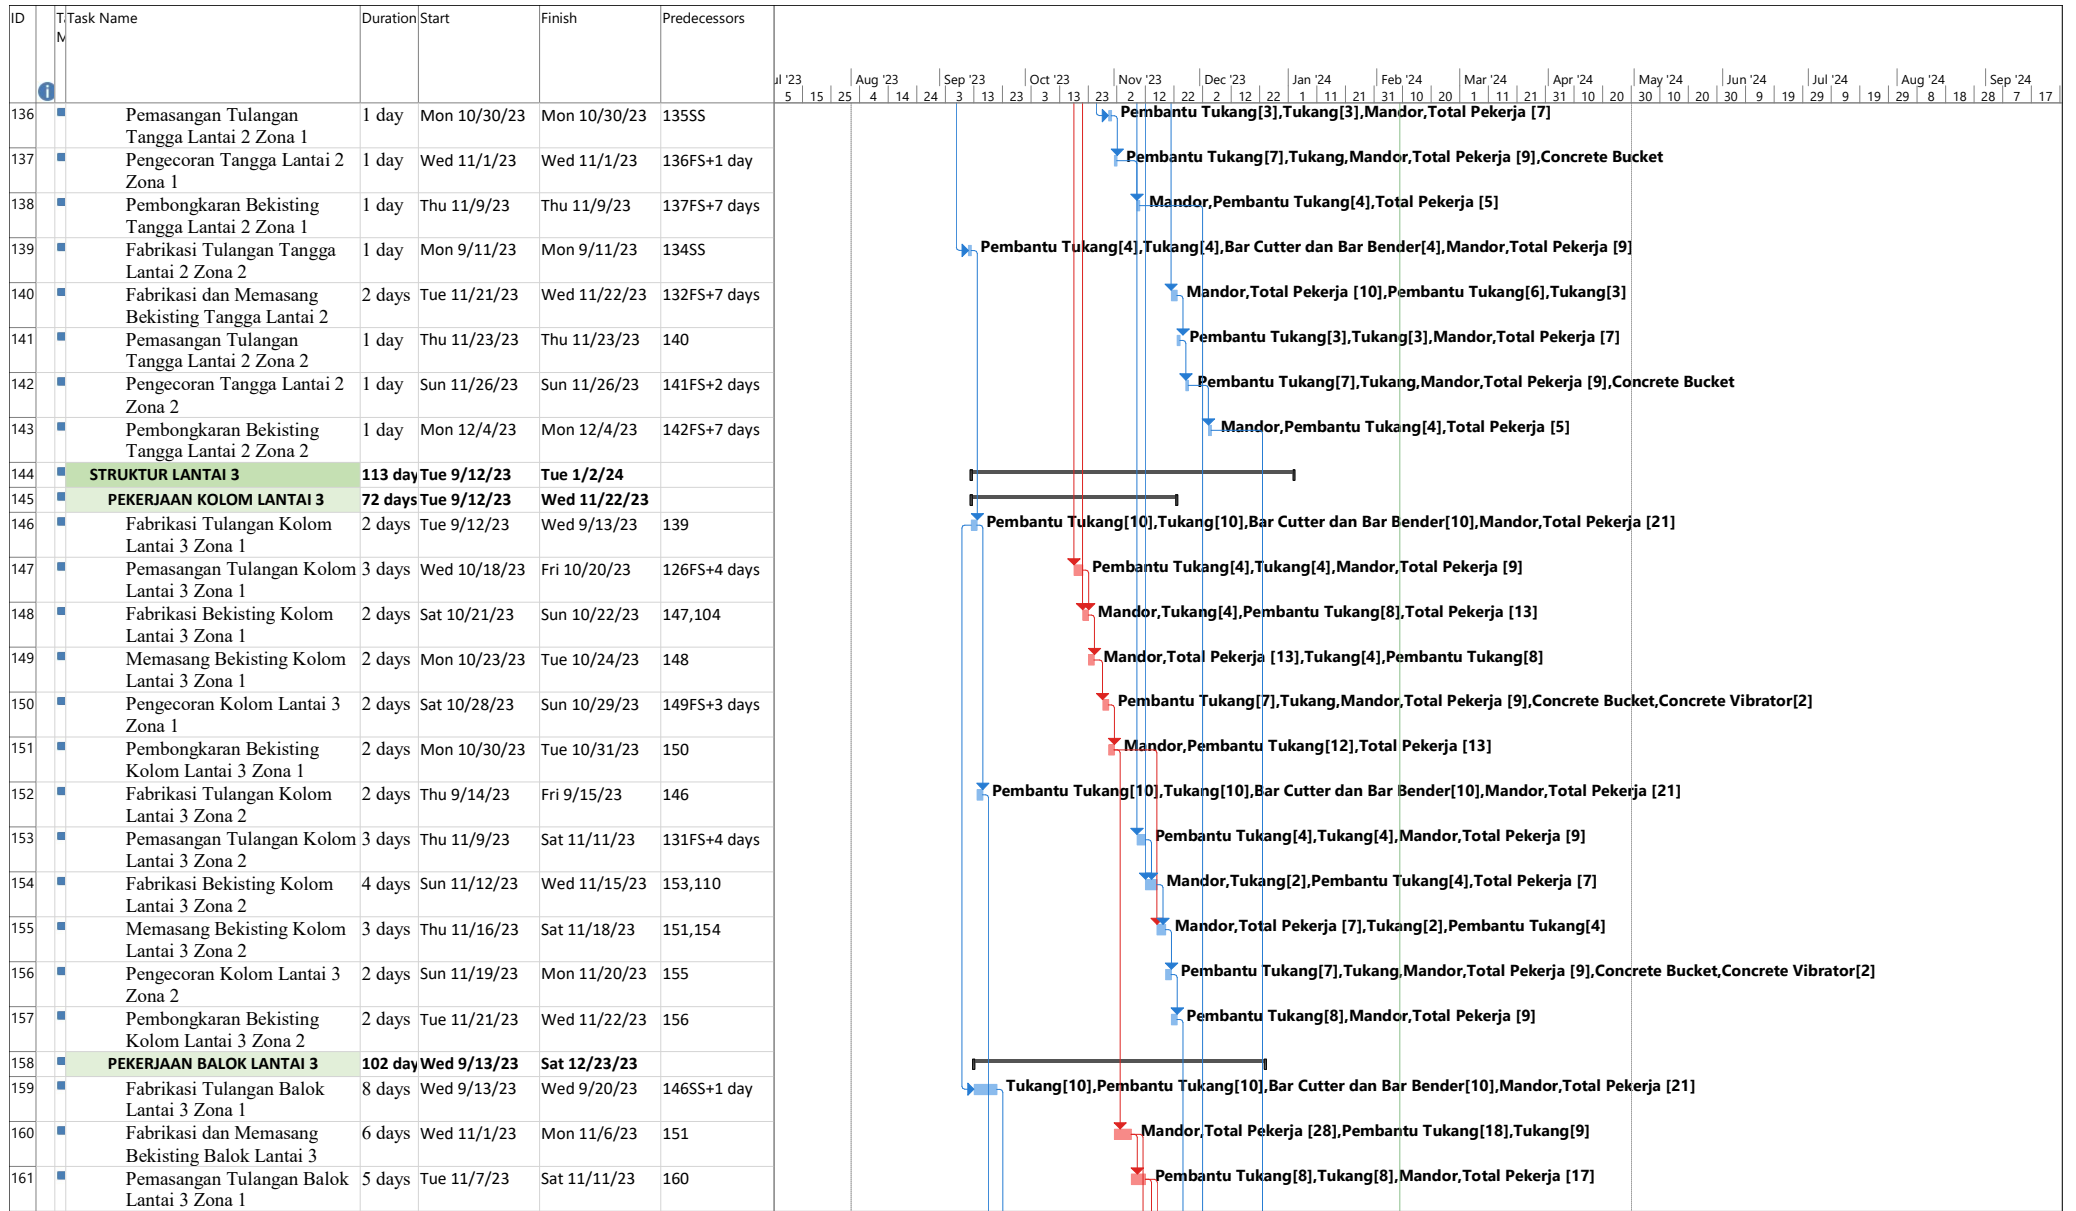 ID T Task Name Duration Start Finish Predecessors
M
Jul '23 Aug '23 Sep '23 Oct '23 Nov '23 Dec '23 Jan '24 Feb '24 Mar '24 Apr '24 May '24 Jun '24 Jul '24 Aug '24 Sep '24
5 15 25 4 14 24 3 13 23 3 13 23 2 12 22 2 12 22 1 11 21 31 10 20 1 11 21 31 10 20 30 10 20 30 9 19 29 9 19 29 8 18 28 7 17
136 Pemasangan Tulangan 1 day Mon 10/30/23 Mon 10/30/23 135SS Pembantu Tukang[3],Tukang[3],Mandor,Total Pekerja [7]
Tangga Lantai 2 Zona 1
137 Pengecoran Tangga Lantai 2 1 day Wed 11/1/23 Wed 11/1/23 136FS+1 day Pembantu Tukang[7],Tukang,Mandor,Total Pekerja [9],Concrete Bucket
Zona 1
138 Pembongkaran Bekisting 1 day Thu 11/9/23 Thu 11/9/23 137FS+7 days Mandor,Pembantu Tukang[4],Total Pekerja [5]
Tangga Lantai 2 Zona 1
139 Fabrikasi Tulangan Tangga 1 day Mon 9/11/23 Mon 9/11/23 134SS Pembantu Tukang[4],Tukang[4],Bar Cutter dan Bar Bender[4],Mandor,Total Pekerja [9]
Lantai 2 Zona 2
140 Fabrikasi dan Memasang 2 days Tue 11/21/23 Wed 11/22/23 132FS+7 days Mandor,Total Pekerja [10],Pembantu Tukang[6],Tukang[3]
Bekisting Tangga Lantai 2
141 Pemasangan Tulangan 1 day Thu 11/23/23 Thu 11/23/23 140 Pembantu Tukang[3],Tukang[3],Mandor,Total Pekerja [7]
Tangga Lantai 2 Zona 2
142 Pengecoran Tangga Lantai 2 1 day Sun 11/26/23 Sun 11/26/23 141FS+2 days Pembantu Tukang[7],Tukang,Mandor,Total Pekerja [9],Concrete Bucket
Zona 2
143 Pembongkaran Bekisting 1 day Mon 12/4/23 Mon 12/4/23 142FS+7 days Mandor,Pembantu Tukang[4],Total Pekerja [5]
Tangga Lantai 2 Zona 2
144 STRUKTUR LANTAI 3 113 day Tue 9/12/23 Tue 1/2/24
145 PEKERJAAN KOLOM LANTAI 3 72 days Tue 9/12/23 Wed 11/22/23
146 Fabrikasi Tulangan Kolom 2 days Tue 9/12/23 Wed 9/13/23 139 Pembantu Tukang[10],Tukang[10],Bar Cutter dan Bar Bender[10],Mandor,Total Pekerja [21]
Lantai 3 Zona 1
147 Pemasangan Tulangan Kolom 3 days Wed 10/18/23 Fri 10/20/23 126FS+4 days Pembantu Tukang[4],Tukang[4],Mandor,Total Pekerja [9]
Lantai 3 Zona 1
148 Fabrikasi Bekisting Kolom 2 days Sat 10/21/23 Sun 10/22/23 147,104 Mandor,Tukang[4],Pembantu Tukang[8],Total Pekerja [13]
Lantai 3 Zona 1
149 Memasang Bekisting Kolom 2 days Mon 10/23/23 Tue 10/24/23 148 Mandor,Total Pekerja [13],Tukang[4],Pembantu Tukang[8]
Lantai 3 Zona 1
150 Pengecoran Kolom Lantai 3 2 days Sat 10/28/23 Sun 10/29/23 149FS+3 days Pembantu Tukang[7],Tukang,Mandor,Total Pekerja [9],Concrete Bucket,Concrete Vibrator[2]
Zona 1
151 Pembongkaran Bekisting 2 days Mon 10/30/23 Tue 10/31/23 150 Mandor,Pembantu Tukang[12],Total Pekerja [13]
Kolom Lantai 3 Zona 1
152 Fabrikasi Tulangan Kolom 2 days Thu 9/14/23 Fri 9/15/23 146 Pembantu Tukang[10],Tukang[10],Bar Cutter dan Bar Bender[10],Mandor,Total Pekerja [21]
Lantai 3 Zona 2
153 Pemasangan Tulangan Kolom 3 days Thu 11/9/23 Sat 11/11/23 131FS+4 days Pembantu Tukang[4],Tukang[4],Mandor,Total Pekerja [9]
Lantai 3 Zona 2
154 Fabrikasi Bekisting Kolom 4 days Sun 11/12/23 Wed 11/15/23 153,110 Mandor,Tukang[2],Pembantu Tukang[4],Total Pekerja [7]
Lantai 3 Zona 2
155 Memasang Bekisting Kolom 3 days Thu 11/16/23 Sat 11/18/23 151,154 Mandor,Total Pekerja [7],Tukang[2],Pembantu Tukang[4]
Lantai 3 Zona 2
156 Pengecoran Kolom Lantai 3 2 days Sun 11/19/23 Mon 11/20/23 155 Pembantu Tukang[7],Tukang,Mandor,Total Pekerja [9],Concrete Bucket,Concrete Vibrator[2]
Zona 2
157 Pembongkaran Bekisting 2 days Tue 11/21/23 Wed 11/22/23 156 Pembantu Tukang[8],Mandor,Total Pekerja [9]
Kolom Lantai 3 Zona 2
158 PEKERJAAN BALOK LANTAI 3 102 day Wed 9/13/23 Sat 12/23/23
159 Fabrikasi Tulangan Balok 8 days Wed 9/13/23 Wed 9/20/23 146SS+1 day Tukang[10],Pembantu Tukang[10],Bar Cutter dan Bar Bender[10],Mandor,Total Pekerja [21]
Lantai 3 Zona 1
160 Fabrikasi dan Memasang 6 days Wed 11/1/23 Mon 11/6/23 151 Mandor,Total Pekerja [28],Pembantu Tukang[18],Tukang[9]
Bekisting Balok Lantai 3
161 Pemasangan Tulangan Balok 5 days Tue 11/7/23 Sat 11/11/23 160 Pembantu Tukang[8],Tukang[8],Mandor,Total Pekerja [17]
Lantai 3 Zona 1